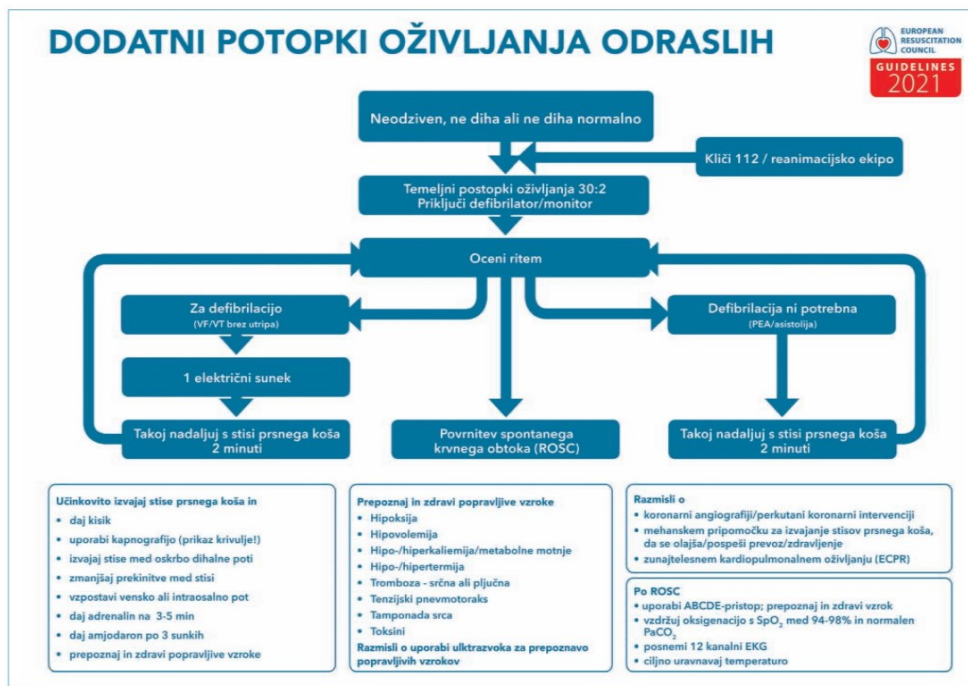 DODATNI POTOPKI OŽIVLJANJA ODRASLIH
EUROPEAN
RESUSCITATION
COUNCIL
GUIDELINES
2021
Neodziven, ne diha ali ne diha normalno
Kliči 112 / reanimacijsko ekipo
Temeljni postopki oživljanja 30:2
Priključi defibrilator/monitor
Oceni ritem
Za defibrilacijo
(VF/VT brez utripa)
Defibrilacija ni potrebna
(PEA/asistolija)
1 električni sunek
Takoj nadaljuj s stisi prsnega koša
2 minuti
Povrnitev spontanega
krvnega obtoka (ROSC)
Takoj nadaljuj s stisi prsnega koša
2 minuti
Učinkovito izvajaj stise prsnega koša in
• daj kisik
• uporabi kapnografijo (prikaz krivulje!)
• izvajaj stise med oskrbo dihalne poti
• zmanjšaj prekinitve med stisi
• vzpostavi vensko ali intraosalno pot
• daj adrenalin na 3-5 min
• daj amjodaron po 3 sunkih
• prepoznaj in zdravi popravljive vzroke
Prepoznaj in zdravi popravljive vzroke
• Hipoksija
• Hipovolemija
• Hipo-/hiperkaliemija/metabolne motnje
• Hipo-/hipertermija
• Tromboza - srčna ali pljučna
• Tenzijski pnevmotoraks
• Tamponada srca
• Toksini
Razmisli o uporabi ulktrazvoka za prepoznavo
popravljivih vzrokov
Razmisli o
• koronarni angiografiji/perkutani koronarni intervenciji
• mehanskem pripomočku za izvajanje stisov prsnega koša,
da se olajša/pospeši prevoz/zdravljenje
• zunajtelesnem kardiopulmonalnem oživljanju (ECPR)
Po ROSC
• uporabi ABCDE-pristop; prepoznaj in zdravi vzrok
• vzdržuj oksigenacijo s SpO₂ med 94-98% in normalen
PaCO₂
• posnemi 12 kanalni EKG
• ciljno uravnavaj temperaturo